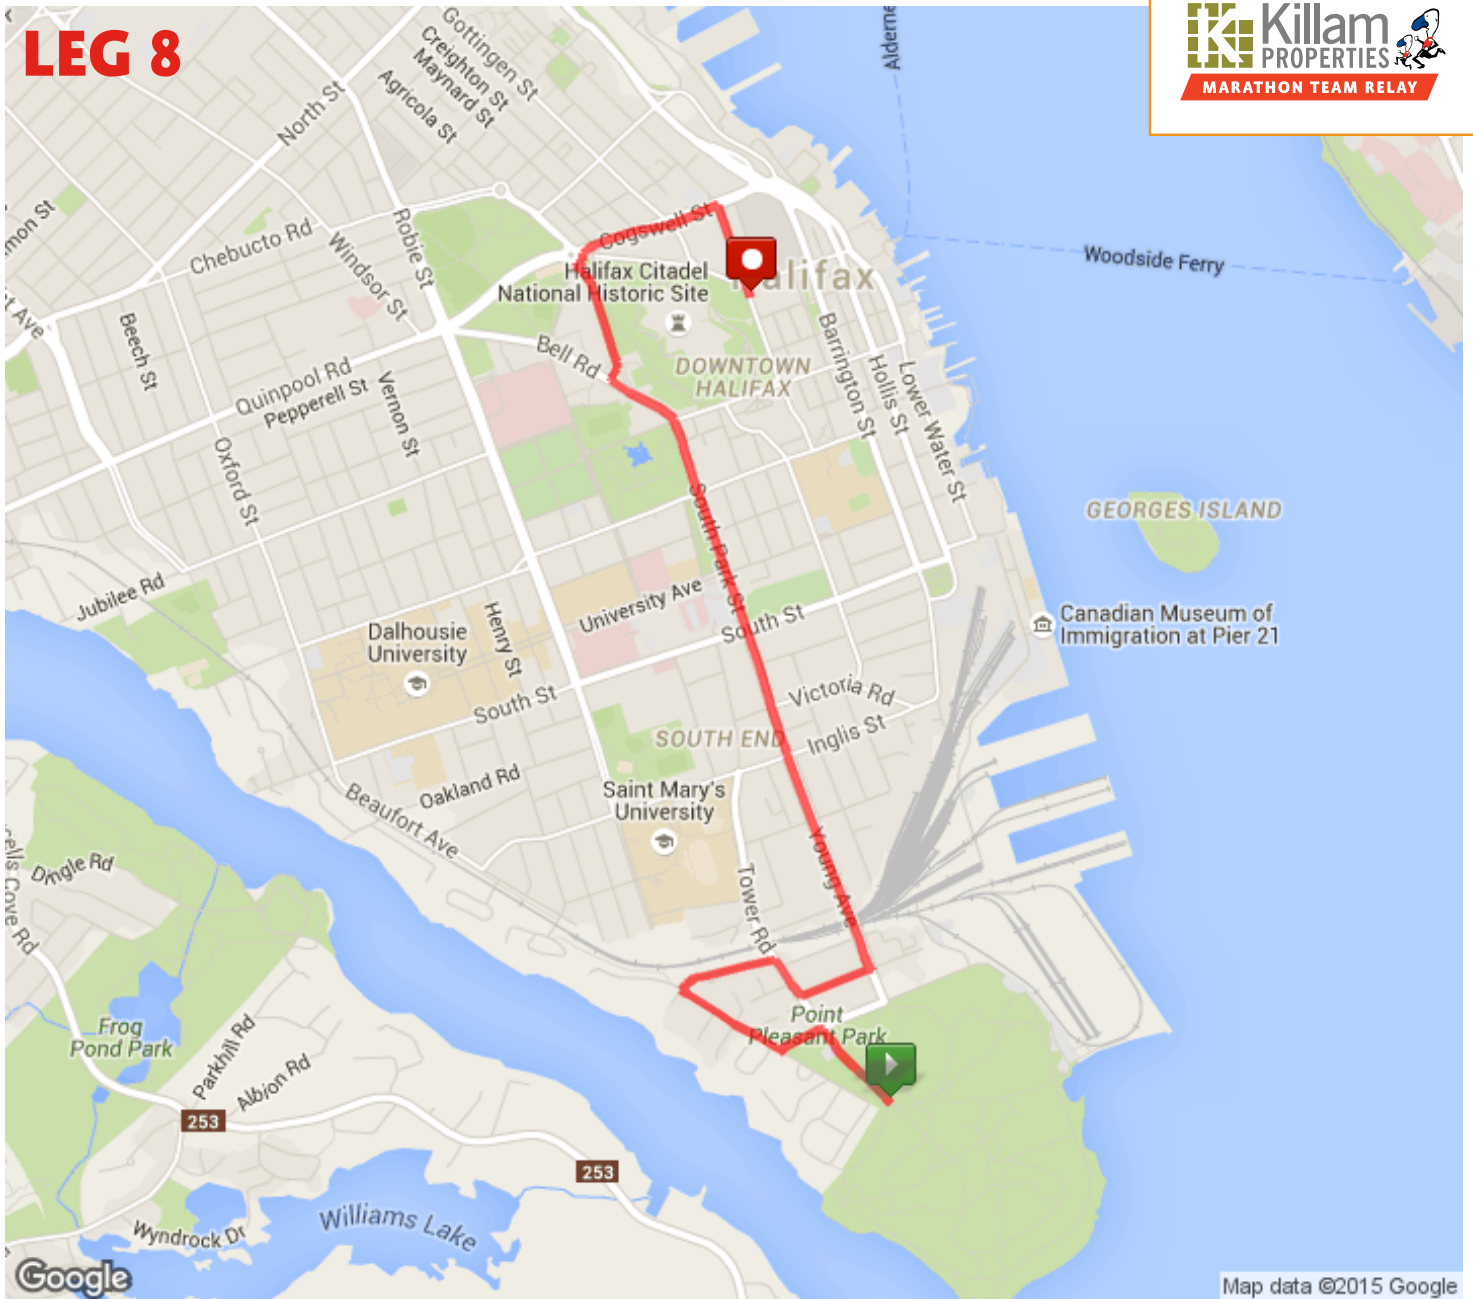 LEG 8
Killam
PROPERTIES
MARATHON TEAM RELAY
Gottingen St
Creighton St
Maynard St
Agricola St
North St
Chebucto Rd
Windsor St
Robie St
Cogswell St
Halifax Citadel
National Historic Site
Halifax
Woodside Ferry
Beech St
Bell Rd
DOWNTOWN
HALIFAX
Barrington St
Hollis St
Lower Water St
Quinpool Rd
Pepperell St
Vernon St
Oxford St
South Park St
GEORGES ISLAND
Jubilee Rd
University Ave
Canadian Museum of
Immigration at Pier 21
Dalhousie
University
Henry St
South St
South St
Victoria Rd
Inglis St
SOUTH END
Oakland Rd
Saint Mary's
University
Beaufort Ave
Young Ave
Tower Rd
Dingle Rd
Point
Pleasant Park
Frog
Pond Park
Parkhill Rd
Albion Rd
253
253
Williams Lake
Wyndrock Dr
Google
Map data ©2015 Google